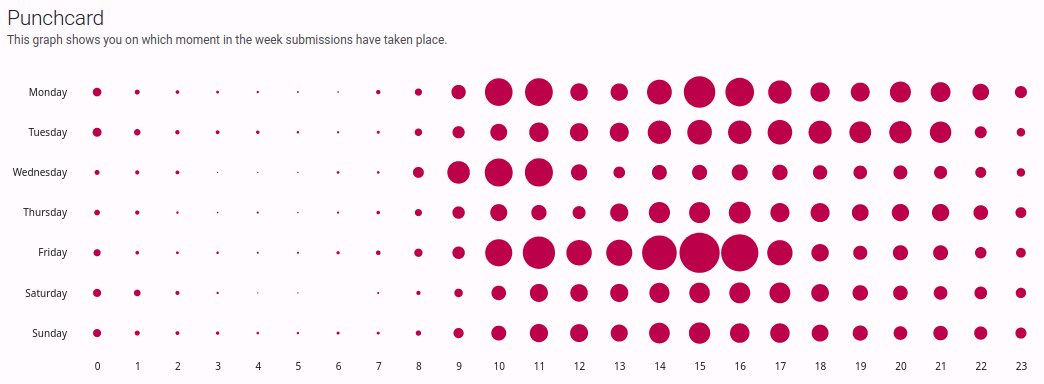 Punchcard
This graph shows you on which moment in the week submissions have taken place.
Monday
Tuesday
Wednesday
Thursday
Friday
Saturday
Sunday
0 1 2 3 4 5 6 7 8 9 10 11 12 13 14 15 16 17 18 19 20 21 22 23